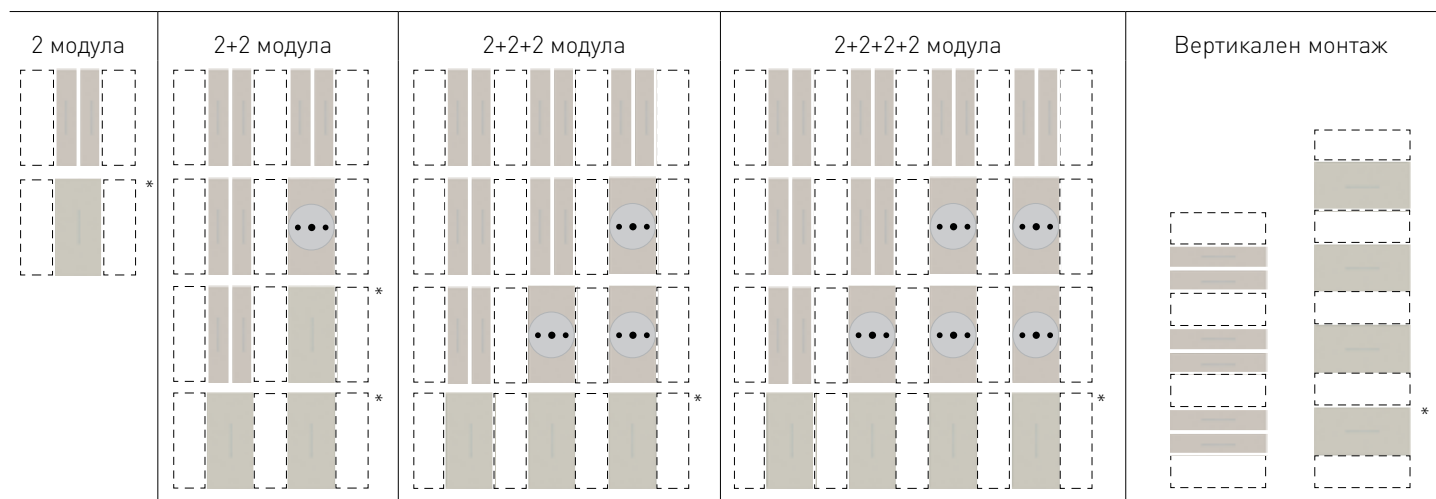 2 модула
2+2 модула
2+2+2 модула
2+2+2+2 модула
Вертикален монтаж
*
*
*
*
*
*